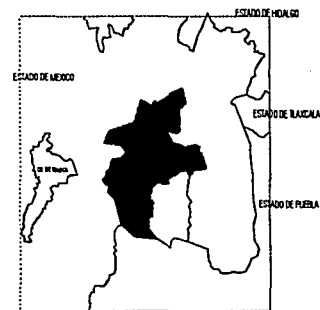 ESTADO DE HIDALGO
ESTADO DE MEXICO
ESTADO DE TLAXCALA
ESTADO DE PUEBLA